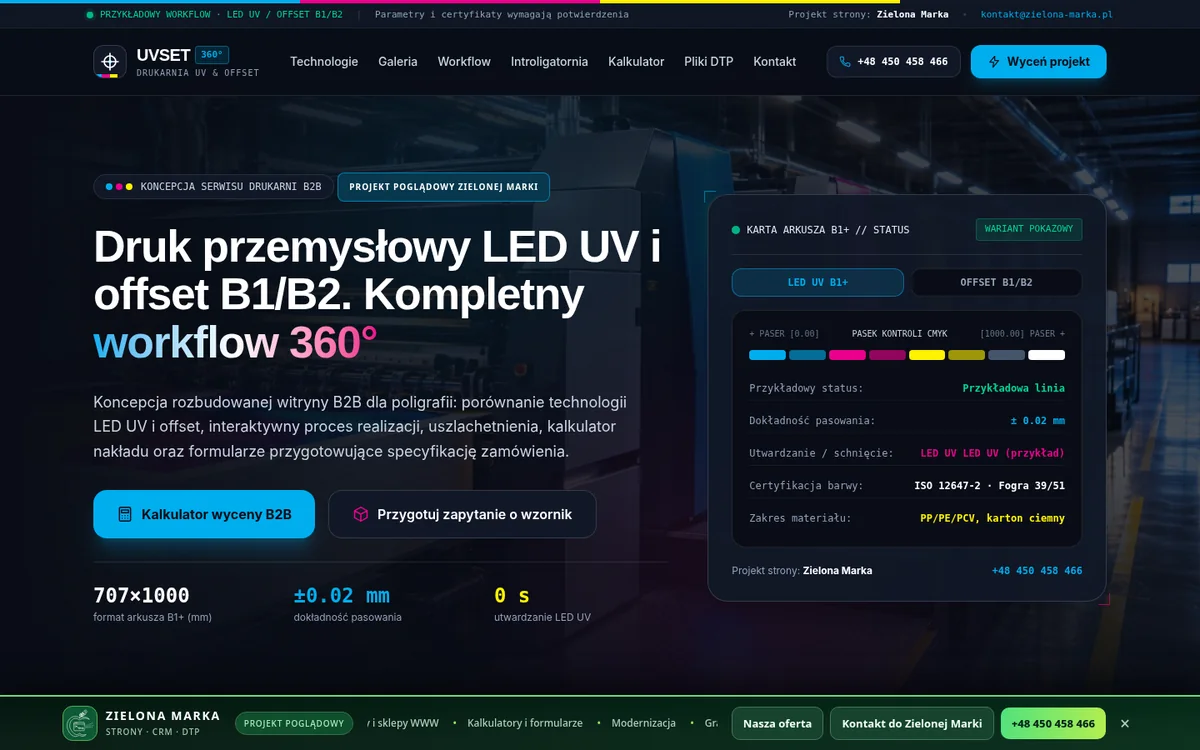 PRZYKŁADOWY WORKFLOW · LED UV / OFFSET B1/B2 | Parametry i certyfikaty wymagają potwierdzenia
Projekt strony: Zielona Marka • kontakt@zielona-marka.pl
UVSET 360°
DRUKARNIA UV & OFFSET
Technologie Galeria Workflow Introligatornia Kalkulator Pliki DTP Kontakt
+48 450 458 466
Wyceń projekt
KONCEPCJA SERWISU DRUKARNI B2B
PROJEKT POGLĄDOWY ZIELONEJ MARKI
Druk przemysłowy LED UV i
offset B1/B2. Kompletny
workflow 360°
Koncepcja rozbudowanej witryny B2B dla poligrafii: porównanie technologii
LED UV i offset, interaktywny proces realizacji, uszlachetnienia, kalkulator
nakładu oraz formularze przygotowujące specyfikację zamówienia.
Kalkulator wyceny B2B
Przygotuj zapytanie o wzornik
707×1000 ±0.02 mm 0 s
format arkusza B1+ (mm) dokładność pasowania utwardzanie LED UV
KARTA ARKUSZA B1+ // STATUS
WARIANT POKAZOWY
LED UV B1+ OFFSET B1/B2
+ PASER [0.00] PASEK KONTROLI CMYK [1000.00] PASER +
Przykładowy status: Przykładowa linia
Dokładność pasowania: ± 0.02 mm
Utwardzanie / schnięcie: LED UV LED UV (przykład)
Certyfikacja barwy: ISO 12647-2 · Fogra 39/51
Zakres materiału: PP/PE/PCV, karton ciemny
Projekt strony: Zielona Marka +48 450 458 466
ZIELONA MARKA
STRONY · CRM · DTP
PROJEKT POGLĄDOWY
i sklepy WWW • Kalkulatory i formularze • Modernizacja •
Nasza oferta
Kontakt do Zielonej Marki
+48 450 458 466
×